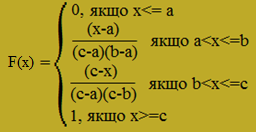 0, якщо x<= a
F(x) = (x-a)/((c-a)(b-a)) якщо a<x<=b
(c-x)/((c-a)(c-b)) якщо b<x<=c
1, якщо x>=c